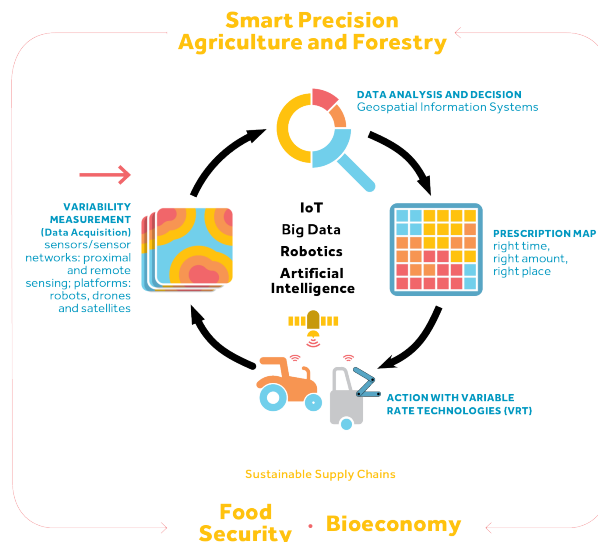 Smart Precision
Agriculture and Forestry
DATA ANALYSIS AND DECISION
Geospatial Information Systems
VARIABILITY
MEASUREMENT
(Data Acquisition)
sensors/sensor
networks: proximal
and remote
sensing; platforms:
robots, drones
and satellites
IoT
Big Data
Robotics
Artificial
Intelligence
PRESCRIPTION MAP
right time,
right amount,
right place
ACTION WITH VARIABLE
RATE TECHNOLOGIES (VRT)
Sustainable Supply Chains
Food
Security
• Bioeconomy